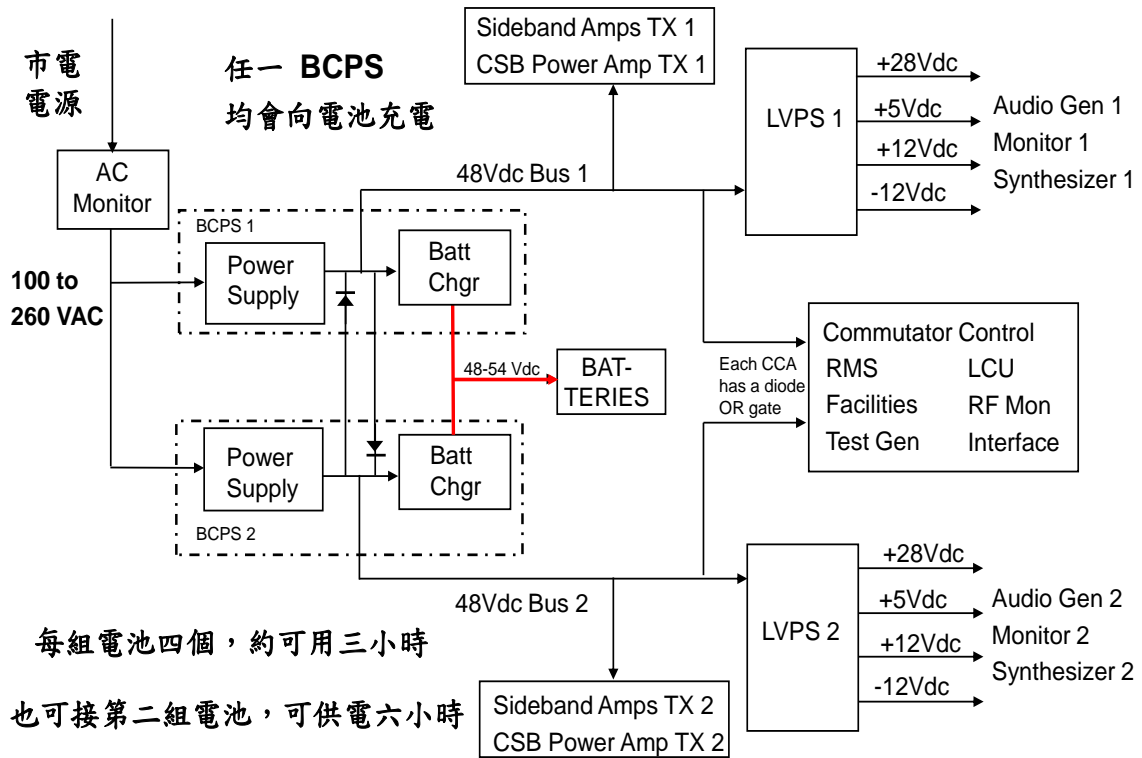 市電
電源
任一 BCPS
均會向電池充電
AC
Monitor
100 to
260 VAC
BCPS 1
Power
Supply
Batt
Chgr
48Vdc Bus 1
Sideband Amps TX 1
CSB Power Amp TX 1
LVPS 1
+28Vdc
+5Vdc
+12Vdc
-12Vdc
Audio Gen 1
Monitor 1
Synthesizer 1
48-54 Vdc
BAT-
TERIES
Each CCA
has a diode
OR gate
Commutator Control
RMS LCU
Facilities RF Mon
Test Gen Interface
Power
Supply
Batt
Chgr
BCPS 2
48Vdc Bus 2
Sideband Amps TX 2
CSB Power Amp TX 2
LVPS 2
+28Vdc
+5Vdc
+12Vdc
-12Vdc
Audio Gen 2
Monitor 2
Synthesizer 2
每組電池四個，約可用三小時
也可接第二組電池，可供電六小時